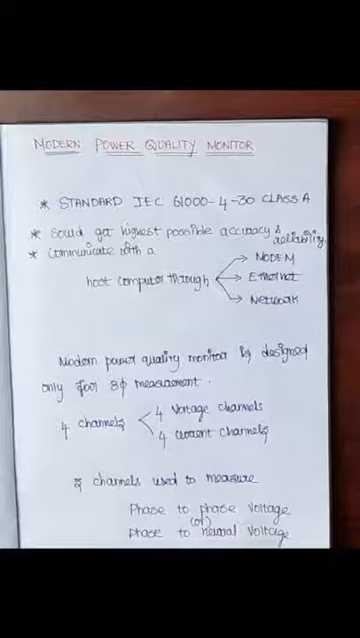 MODERN POWER QUALITY MONITOR
* STANDARD IEC 61000-4-30 CLASS A
* Sould get highest possible accuracy & reliability.
* Communicate with a
host computer through
MODEM
Ethernet
Network
Modern power quality monitor is designed
only for 3ϕ measurement.
4 channels
4 Voltage channels
4 current channels
channels used to measure
Phase to phase voltage
(or)
phase to neutral voltage